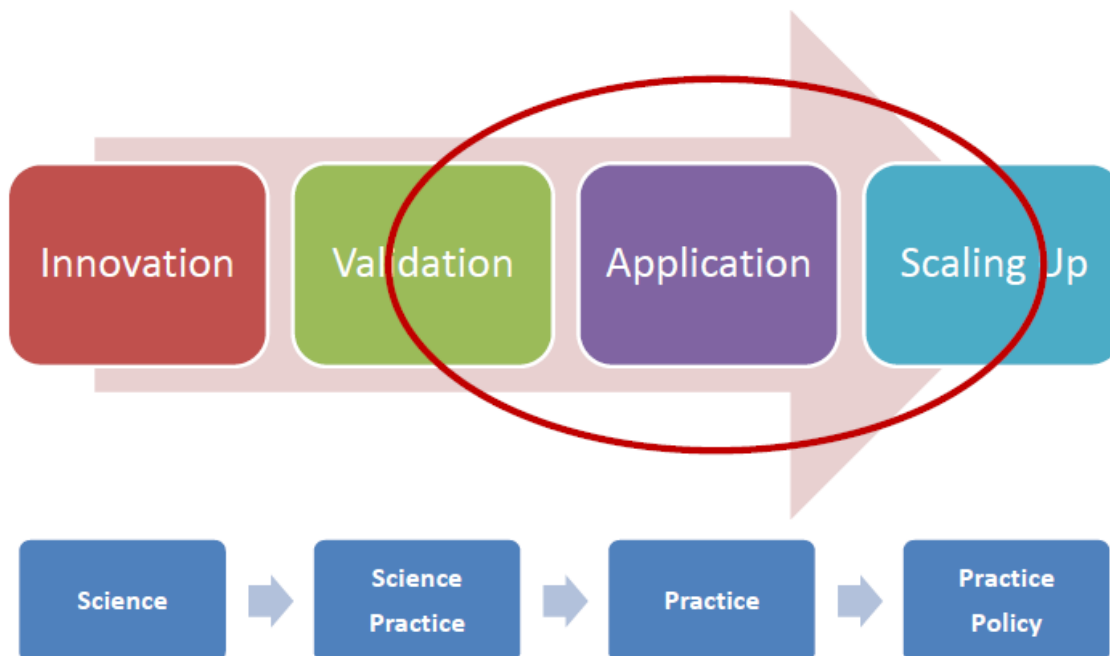 Innovation
Validation
Application
Scaling Up
Science
Science
Practice
Practice
Practice
Policy